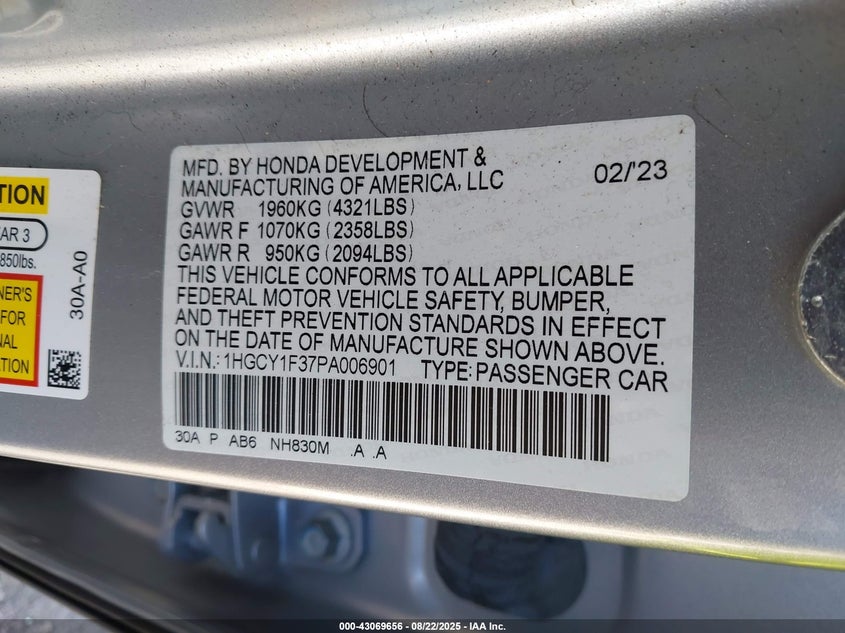 MFD. BY HONDA DEVELOPMENT &
MANUFACTURING OF AMERICA, LLC
02/'23
GVWR 1960KG (4321LBS)
GAWR F 1070KG (2358LBS)
GAWR R 950KG (2094LBS)
THIS VEHICLE CONFORMS TO ALL APPLICABLE
FEDERAL MOTOR VEHICLE SAFETY, BUMPER,
AND THEFT PREVENTION STANDARDS IN EFFECT
ON THE DATE OF MANUFACTURE SHOWN ABOVE.
V.I.N.: 1HGCY1F37PA006901 TYPE: PASSENGER CAR
30A P AB6 NH830M .A .A
850lbs.
30A-A0
FOR
000-43069656 - 08/22/2025 - IAA Inc.